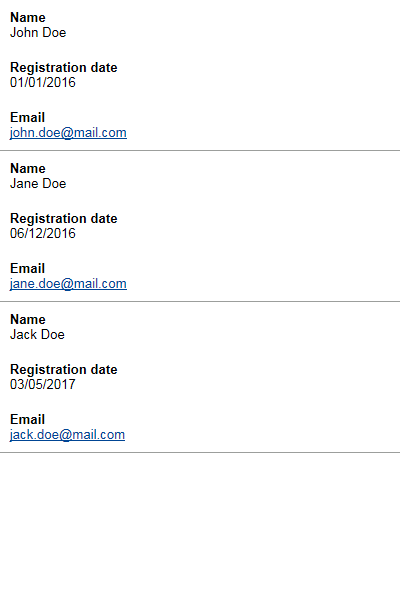 Name
John Doe
Registration date
01/01/2016
Email
john.doe@mail.com
Name
Jane Doe
Registration date
06/12/2016
Email
jane.doe@mail.com
Name
Jack Doe
Registration date
03/05/2017
Email
jack.doe@mail.com